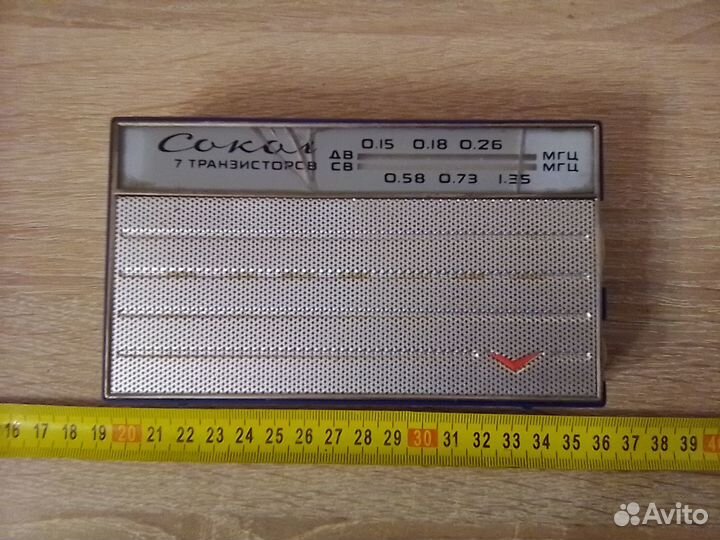 Сокол
7 ТРАНЗИСТОРОВ
ДВ 0.15 0.18 0.26 МГЦ
СВ 0.58 0.73 1.35 МГЦ
16 17 18 19 20 21 22 23 24 25 26 27 28 29 30 31 32 33 34 35 36 37 38 39 40
Avito